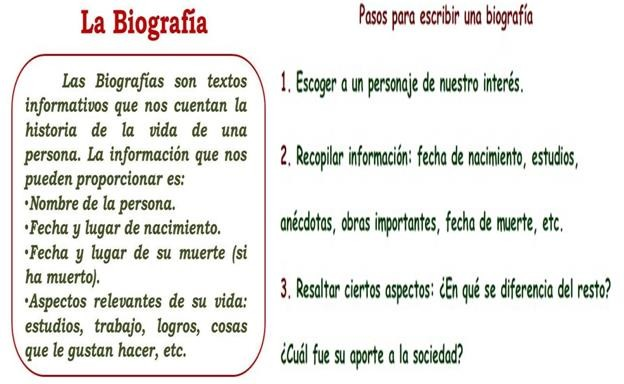 La Biografía
Las Biografías son textos
informativos que nos cuentan la
historia de la vida de una
persona. La información que nos
pueden proporcionar es:
•Nombre de la persona.
•Fecha y lugar de nacimiento.
•Fecha y lugar de su muerte (si
ha muerto).
•Aspectos relevantes de su vida:
estudios, trabajo, logros, cosas
que le gustan hacer, etc.
Pasos para escribir una biografía
1. Escoger a un personaje de nuestro interés.
2. Recopilar información: fecha de nacimiento, estudios,
anécdotas, obras importantes, fecha de muerte, etc.
3. Resaltar ciertos aspectos: ¿En qué se diferencia del resto?
¿Cuál fue su aporte a la sociedad?